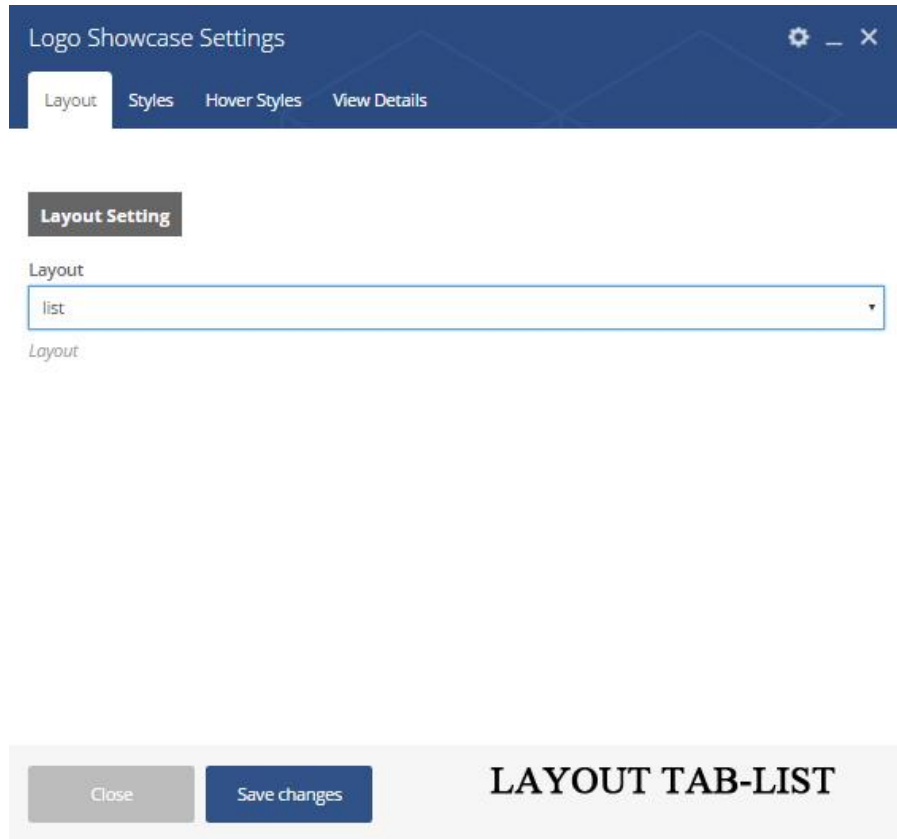 Logo Showcase Settings
Layout Styles Hover Styles View Details
Layout Setting
Layout
list
Layout
Close Save changes LAYOUT TAB-LIST